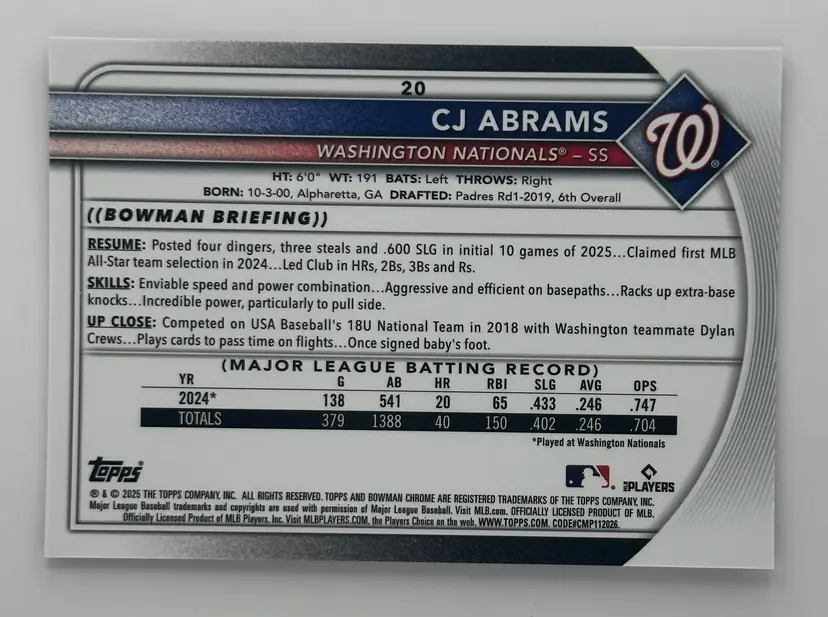 20
CJ ABRAMS
WASHINGTON NATIONALS® – SS
W®
HT: 6'0" WT: 191 BATS: Left THROWS: Right
BORN: 10-3-00, Alpharetta, GA DRAFTED: Padres Rd1-2019, 6th Overall
((BOWMAN BRIEFING))
RESUME: Posted four dingers, three steals and .600 SLG in initial 10 games of 2025...Claimed first MLB
All-Star team selection in 2024...Led Club in HRs, 2Bs, 3Bs and Rs.
SKILLS: Enviable speed and power combination...Aggressive and efficient on basepaths...Racks up extra-base
knocks...Incredible power, particularly to pull side.
UP CLOSE: Competed on USA Baseball's 18U National Team in 2018 with Washington teammate Dylan
Crews...Plays cards to pass time on flights...Once signed baby's foot.
(MAJOR LEAGUE BATTING RECORD)
YR G AB HR RBI SLG AVG OPS
2024* 138 541 20 65 .433 .246 .747
TOTALS 379 1388 40 150 .402 .246 .704
*Played at Washington Nationals
topps
MLB PLAYERS
® & © 2025 THE TOPPS COMPANY, INC. ALL RIGHTS RESERVED. TOPPS AND BOWMAN CHROME ARE REGISTERED TRADEMARKS OF THE TOPPS COMPANY, INC.
Major League Baseball trademarks and copyrights are used with permission of Major League Baseball. Visit MLB.com. OFFICIALLY LICENSED PRODUCT OF MLB.
Officially Licensed Product of MLB Players, Inc. Visit MLBPLAYERS.COM, the Players Choice on the web. WWW.TOPPS.COM. CODE#CMP112026.